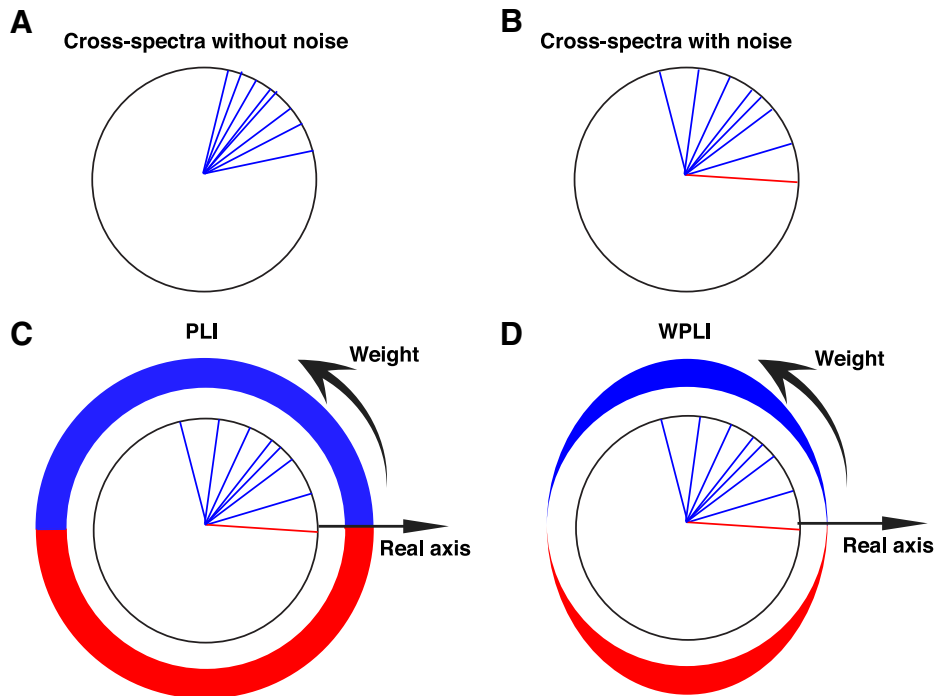 A
Cross-spectra without noise
B
Cross-spectra with noise
C
PLI
Weight
Real axis
D
WPLI
Weight
Real axis